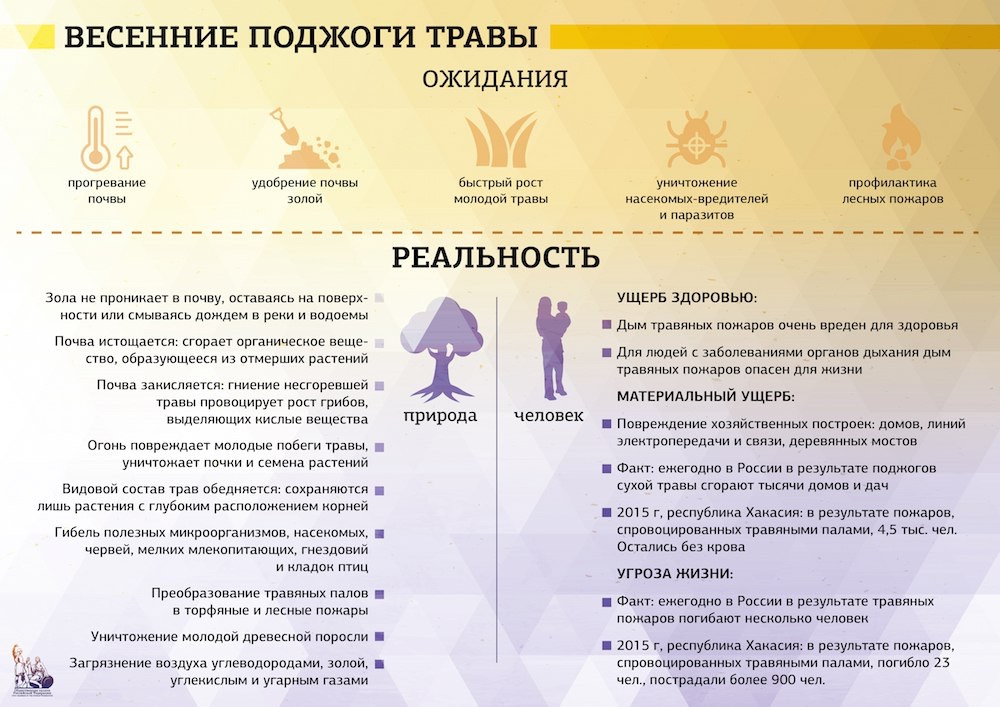 ВЕСЕННИЕ ПОДЖОГИ ТРАВЫ
ОЖИДАНИЯ
прогревание
почвы
удобрение почвы
золой
быстрый рост
молодой травы
уничтожение
насекомых-вредителей
и паразитов
профилактика
лесных пожаров
РЕАЛЬНОСТЬ
Зола не проникает в почву, оставаясь на поверх-
ности или смываясь дождем в реки и водоемы
Почва истощается: сгорает органическое веще-
ство, образующееся из отмерших растений
Почва закисляется: гниение несгоревшей
травы провоцирует рост грибов,
выделяющих кислые вещества
Огонь повреждает молодые побеги травы,
уничтожает почки и семена растений
Видовой состав трав обедняется: сохраняются
лишь растения с глубоким расположением корней
Гибель полезных микроорганизмов, насекомых,
червей, мелких млекопитающих, гнездовий
и кладок птиц
Преобразование травяных палов
в торфяные и лесные пожары
Уничтожение молодой древесной поросли
Загрязнение воздуха углеводородами, золой,
углекислым и угарным газами
природа
человек
УЩЕРБ ЗДОРОВЬЮ:
Дым травяных пожаров очень вреден для здоровья
Для людей с заболеваниями органов дыхания дым
травяных пожаров опасен для жизни
МАТЕРИАЛЬНЫЙ УЩЕРБ:
Повреждение хозяйственных построек: домов, линий
электропередачи и связи, деревянных мостов
Факт: ежегодно в России в результате поджогов
сухой травы сгорают тысячи домов и дач
2015 г, республика Хакасия: в результате пожаров,
спровоцированных травяными палами, 4,5 тыс. чел.
Остались без крова
УГРОЗА ЖИЗНИ:
Факт: ежегодно в России в результате травяных
пожаров погибают несколько человек
2015 г, республика Хакасия: в результате пожаров,
спровоцированных травяными палами, погибло 23
чел., пострадали более 900 чел.